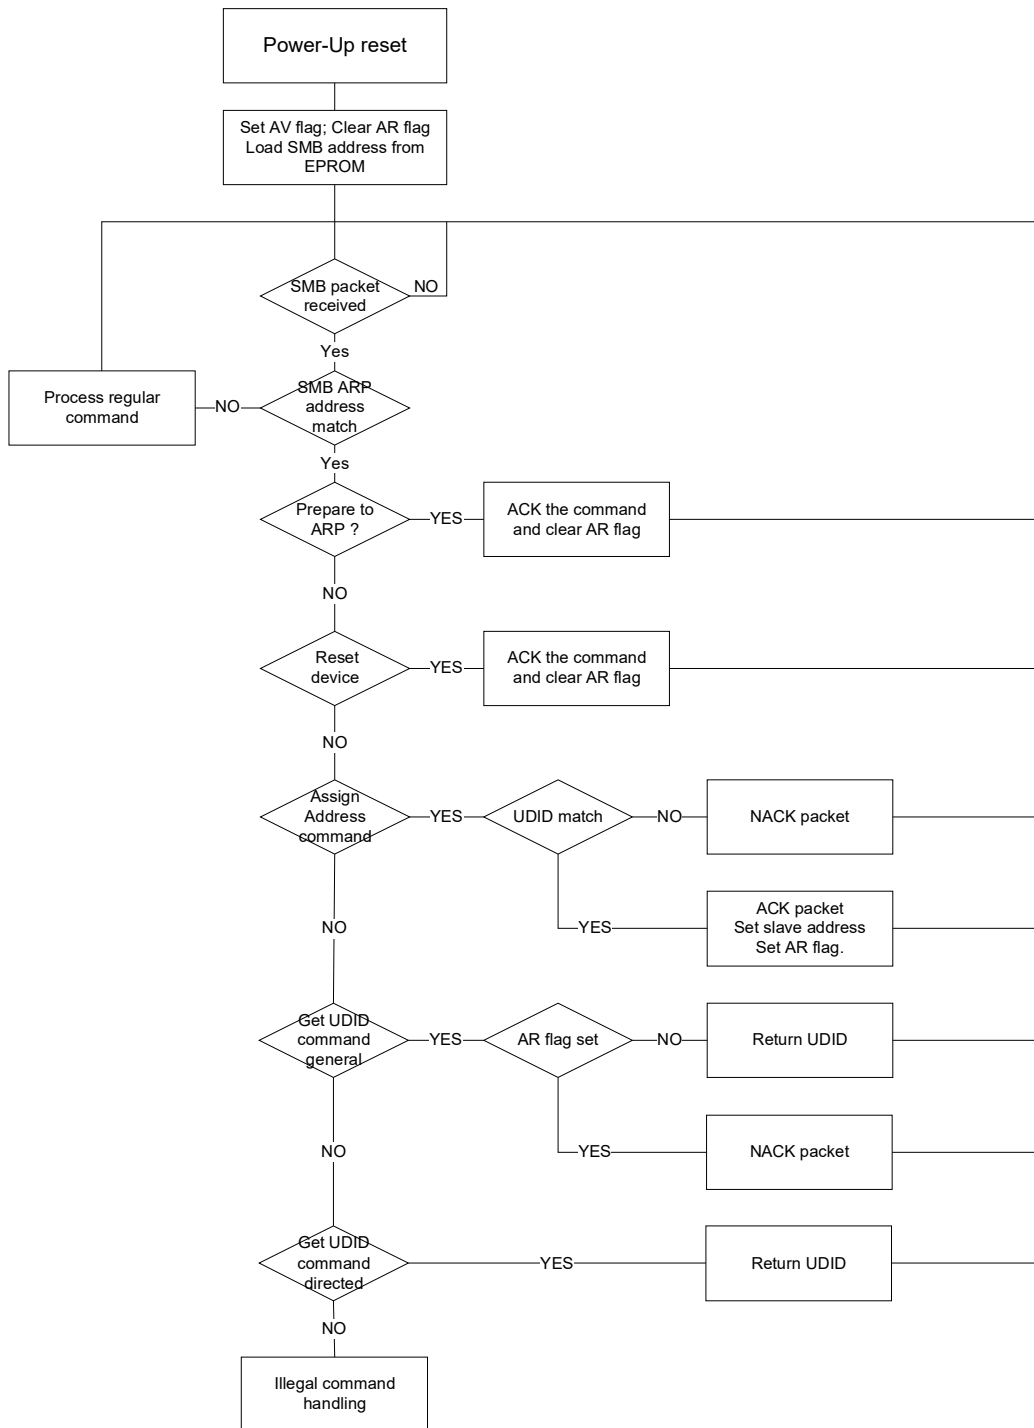 Power-Up reset
Set AV flag; Clear AR flag
Load SMB address from
EPROM
SMB packet
received
NO
Yes
SMB ARP
address
match
NO
Process regular
command
Yes
Prepare to
ARP ?
YES
ACK the command
and clear AR flag
NO
Reset
device
YES
ACK the command
and clear AR flag
NO
Assign
Address
command
YES
UDID match
NO
NACK packet
YES
ACK packet
Set slave address
Set AR flag.
NO
Get UDID
command
general
YES
AR flag set
NO
Return UDID
YES
NACK packet
NO
Get UDID
command
directed
YES
Return UDID
NO
Illegal command
handling